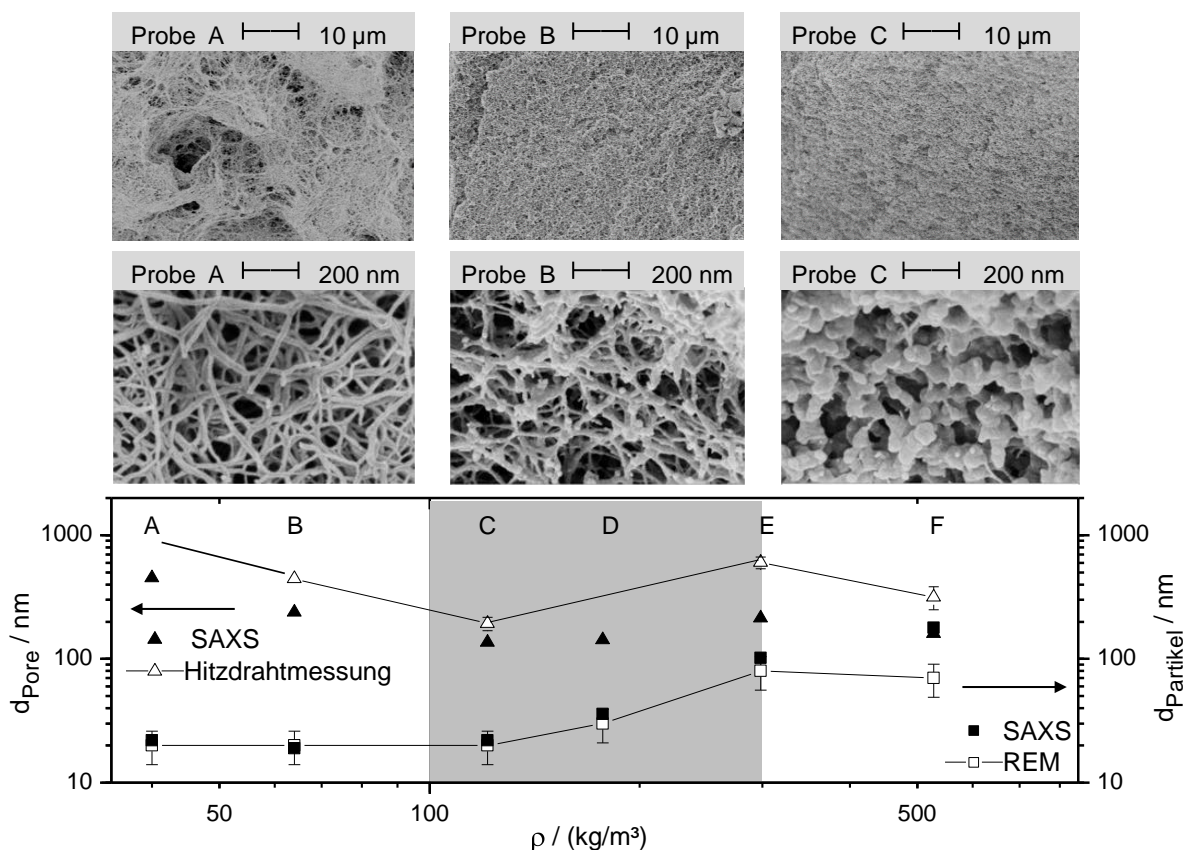 Probe A 10 µm
Probe B 10 µm
Probe C 10 µm
Probe A 200 nm
Probe B 200 nm
Probe C 200 nm
A B C D E F
1000
100
10
d_Pore / nm
SAXS
Hitzdrahtmessung
1000
100
10
d_Partikel / nm
SAXS
REM
50 100 500
ρ / (kg/m³)